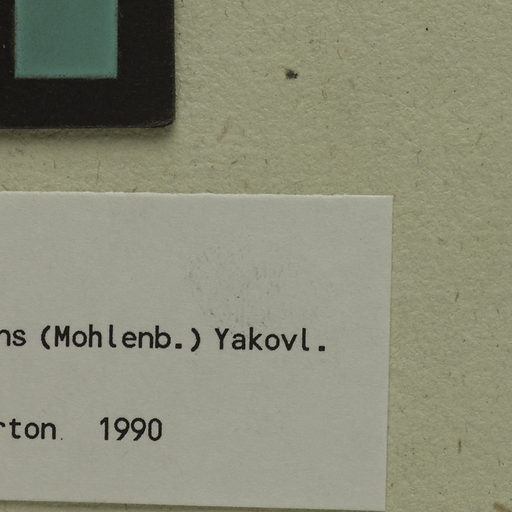 ns (Mohlenb.) Yakovl.
rton 1990